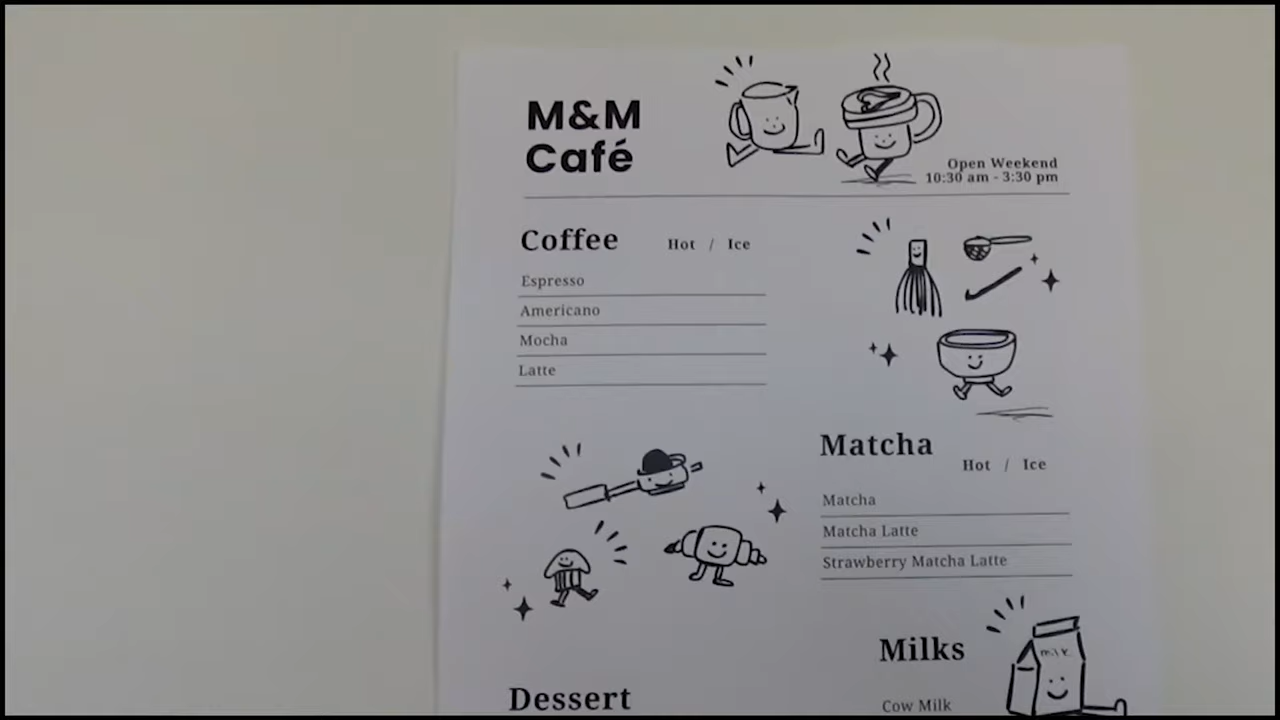 M&M
Café
Open Weekend
10:30 am - 3:30 pm
Coffee Hot / Ice
Espresso
Americano
Mocha
Latte
Matcha
Hot / Ice
Matcha
Matcha Latte
Strawberry Matcha Latte
Milks
milk
Cow Milk
Dessert